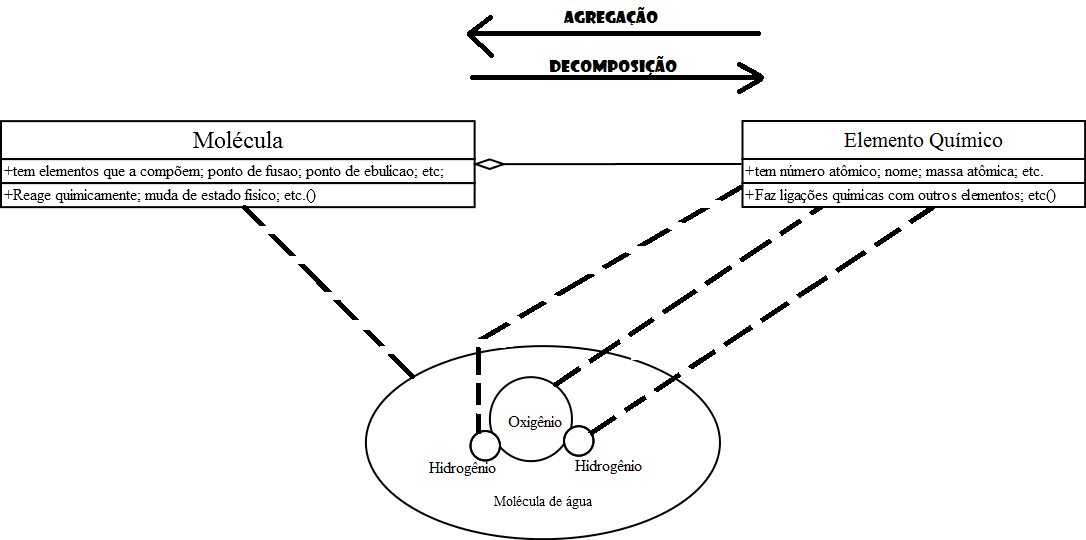 AGREGAÇÃO
DECOMPOSIÇÃO
Molécula
+tem elementos que a compõem; ponto de fusao; ponto de ebulicao; etc;
+Reage quimicamente; muda de estado fisico; etc.()
Elemento Químico
+tem número atômico; nome; massa atômica; etc.
+Faz ligações quimicas com outros elementos; etc()
Oxigênio
Hidrogênio
Hidrogênio
Molécula de água